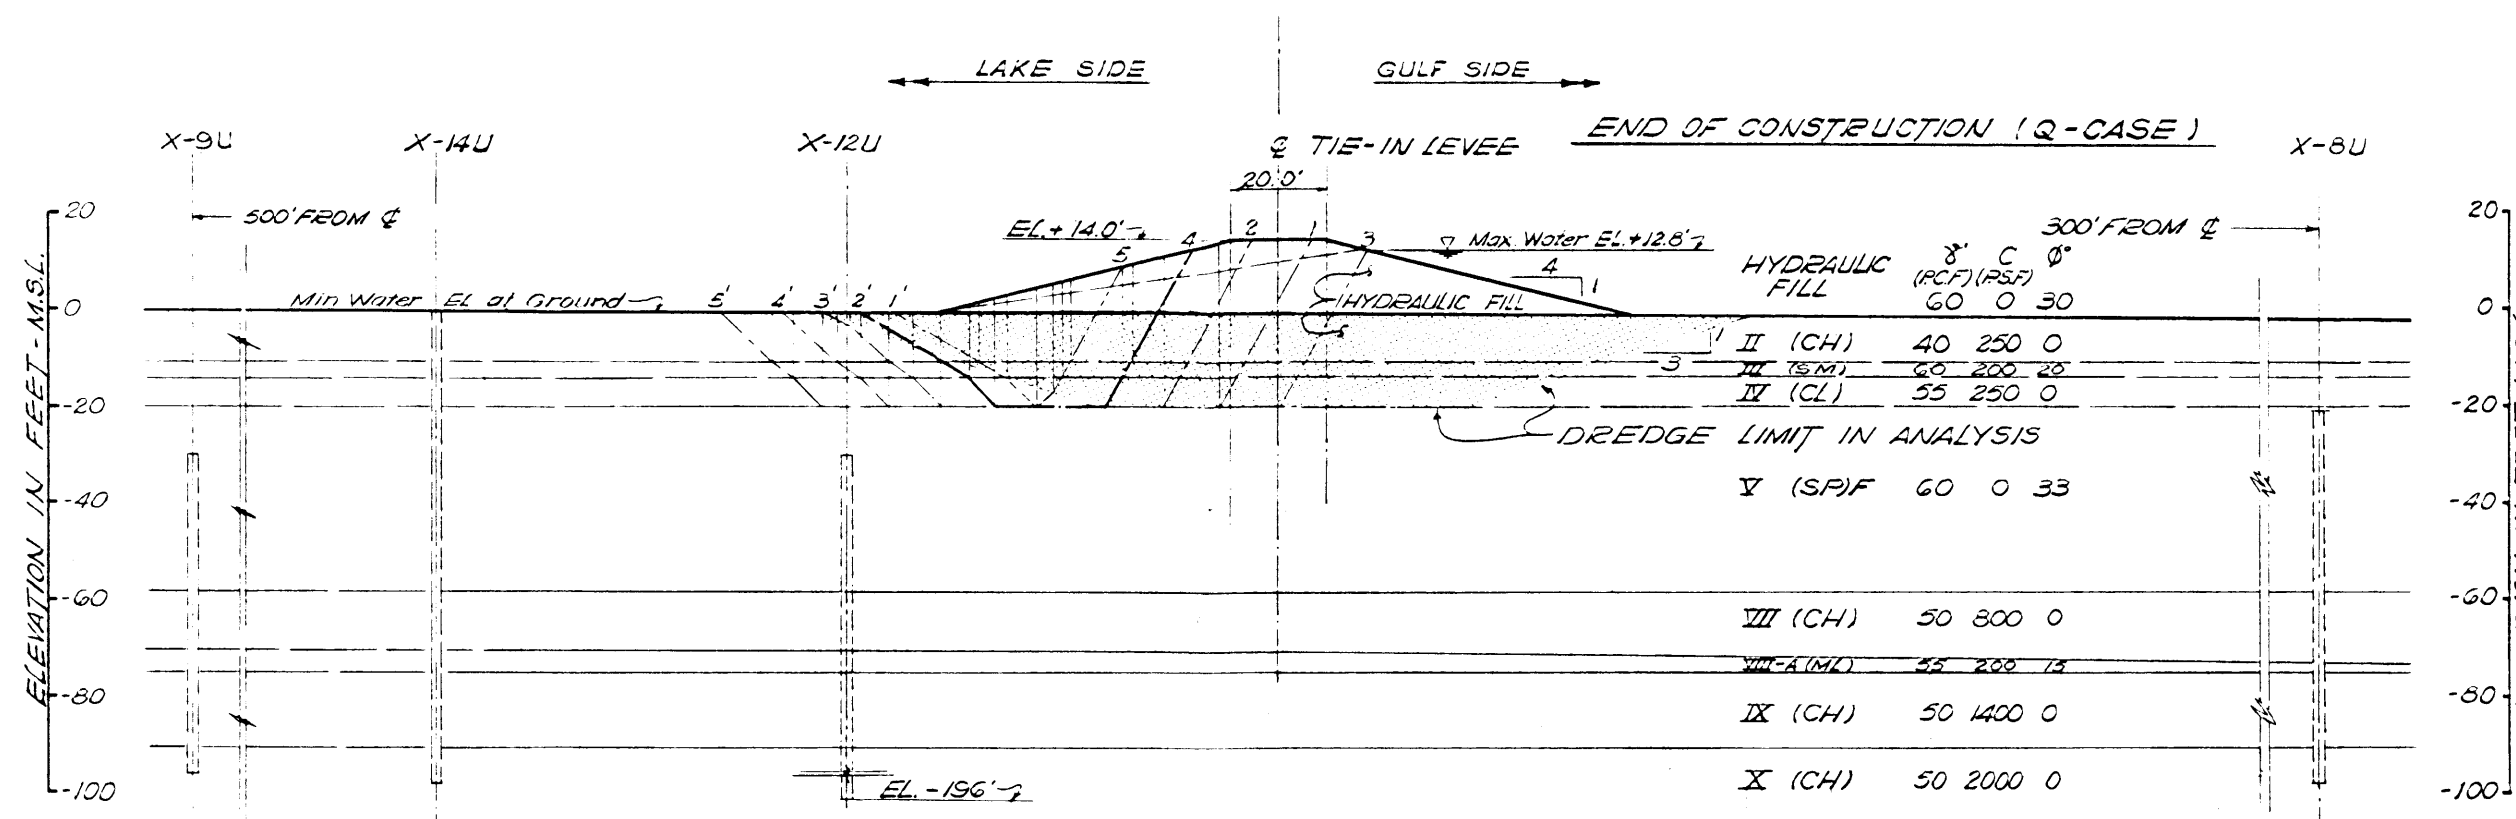 LAKE SIDE
GULF SIDE
END OF CONSTRUCTION (Q-CASE)
X-9U
X-14U
X-12U
℄ TIE-IN LEVEE
X-8U
20.0'
20
500' FROM ℄
EL.+14.0'
2
1
4
3
5
Max. Water EL.+12.8'
300' FROM ℄
20
HYDRAULIC FILL
γ' C φ°
(P.C.F.) (P.S.F.)
60 0 30
4
1
0
Min Water EL at Ground
5' 4' 3' 2' 1'
HYDRAULIC FILL
0
II (CH) 40 250 0
1
3
III (SM) 60 200 20
IV (CL) 55 250 0
-20
-20
DREDGE LIMIT IN ANALYSIS
-40
V (SP)F 60 0 33
-40
ELEVATION IN FEET - M.S.L.
-60
-60
VIII (CH) 50 800 0
VIII-A (ML) 55 200 15
-80
-80
IX (CH) 50 1400 0
-100
EL. -196'
X (CH) 50 2000 0
-100